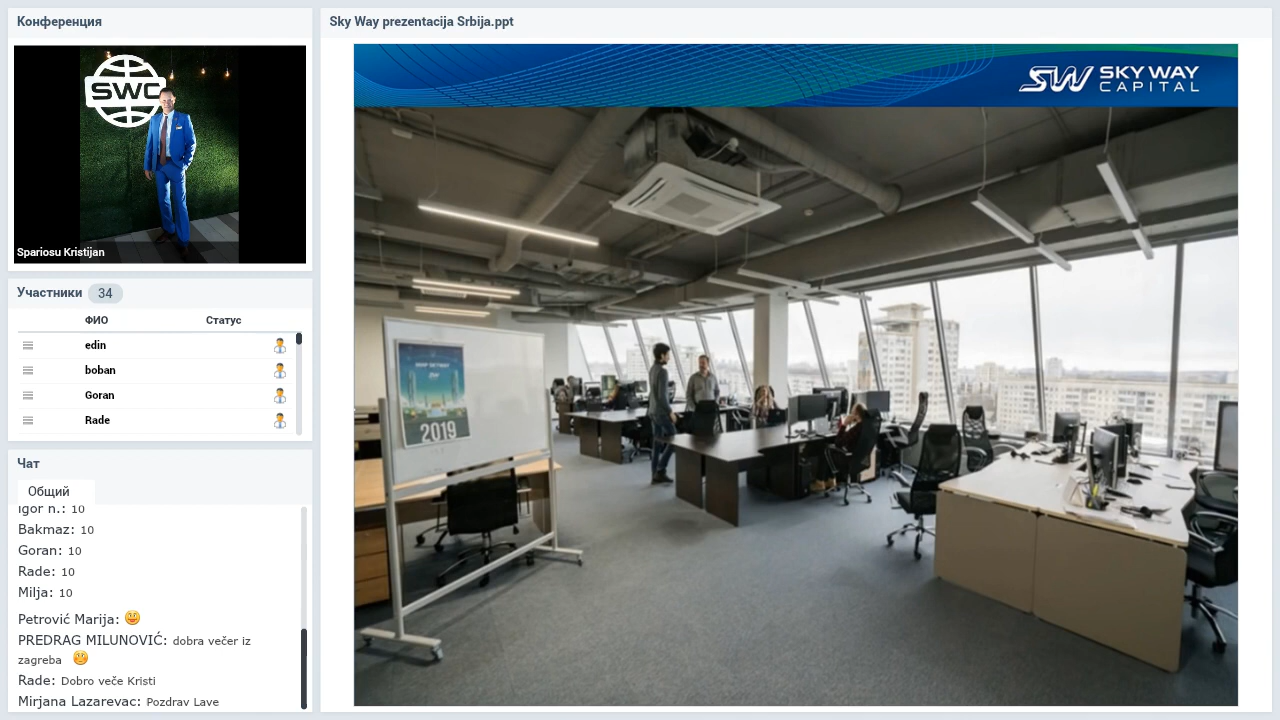 Конференция
SWC
Spariosu Kristijan
Участники 34
ФИО Статус
edin
boban
Goran
Rade
Чат
Общий
igor n.: 10
Bakmaz: 10
Goran: 10
Rade: 10
Milja: 10
Petrović Marija:
PREDRAG MILUNOVIĆ: dobra večer iz
zagreba
Rade: Dobro veče Kristi
Mirjana Lazarevac: Pozdrav Lave
Sky Way prezentacija Srbija.ppt
SW SKY WAY
CAPITAL
2019